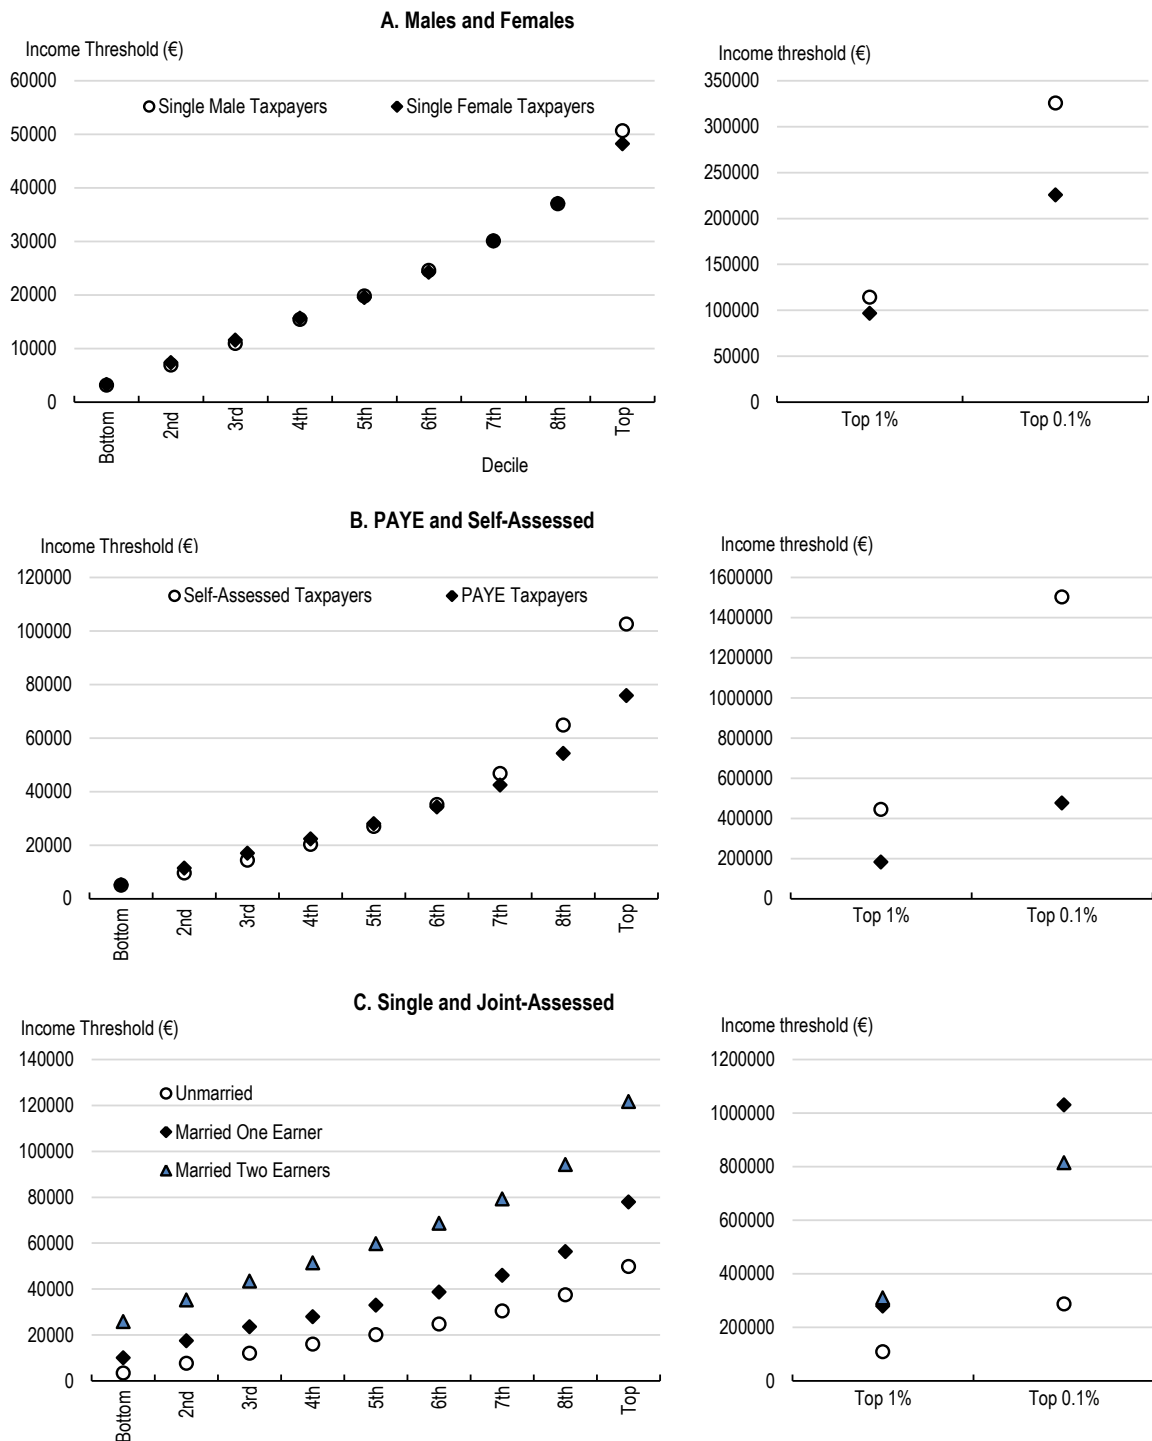 A. Males and Females
Income Threshold (€)
60000
50000
40000
30000
20000
10000
0
Single Male Taxpayers
Single Female Taxpayers
Bottom
2nd
3rd
4th
5th
6th
7th
8th
Top
Decile
Income threshold (€)
350000
300000
250000
200000
150000
100000
50000
0
Top 1%
Top 0.1%
B. PAYE and Self-Assessed
Income Threshold (€)
120000
100000
80000
60000
40000
20000
0
Self-Assessed Taxpayers
PAYE Taxpayers
Bottom
2nd
3rd
4th
5th
6th
7th
8th
Top
Income threshold (€)
1600000
1400000
1200000
1000000
800000
600000
400000
200000
0
Top 1%
Top 0.1%
C. Single and Joint-Assessed
Income Threshold (€)
140000
120000
100000
80000
60000
40000
20000
0
Unmarried
Married One Earner
Married Two Earners
Bottom
2nd
3rd
4th
5th
6th
7th
8th
Top
Income threshold (€)
1200000
1000000
800000
600000
400000
200000
0
Top 1%
Top 0.1%